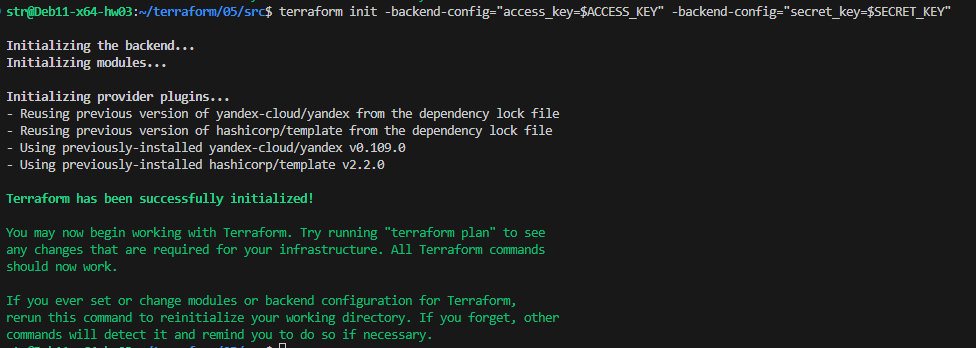 str@Deb11-x64-hw03:~/terraform/05/src$ terraform init -backend-config="access_key=$ACCESS_KEY" -backend-config="secret_key=$SECRET_KEY"
Initializing the backend...
Initializing modules...
Initializing provider plugins...
- Reusing previous version of yandex-cloud/yandex from the dependency lock file
- Reusing previous version of hashicorp/template from the dependency lock file
- Using previously-installed yandex-cloud/yandex v0.109.0
- Using previously-installed hashicorp/template v2.2.0
Terraform has been successfully initialized!
You may now begin working with Terraform. Try running "terraform plan" to see
any changes that are required for your infrastructure. All Terraform commands
should now work.
If you ever set or change modules or backend configuration for Terraform,
rerun this command to reinitialize your working directory. If you forget, other
commands will detect it and remind you to do so if necessary.